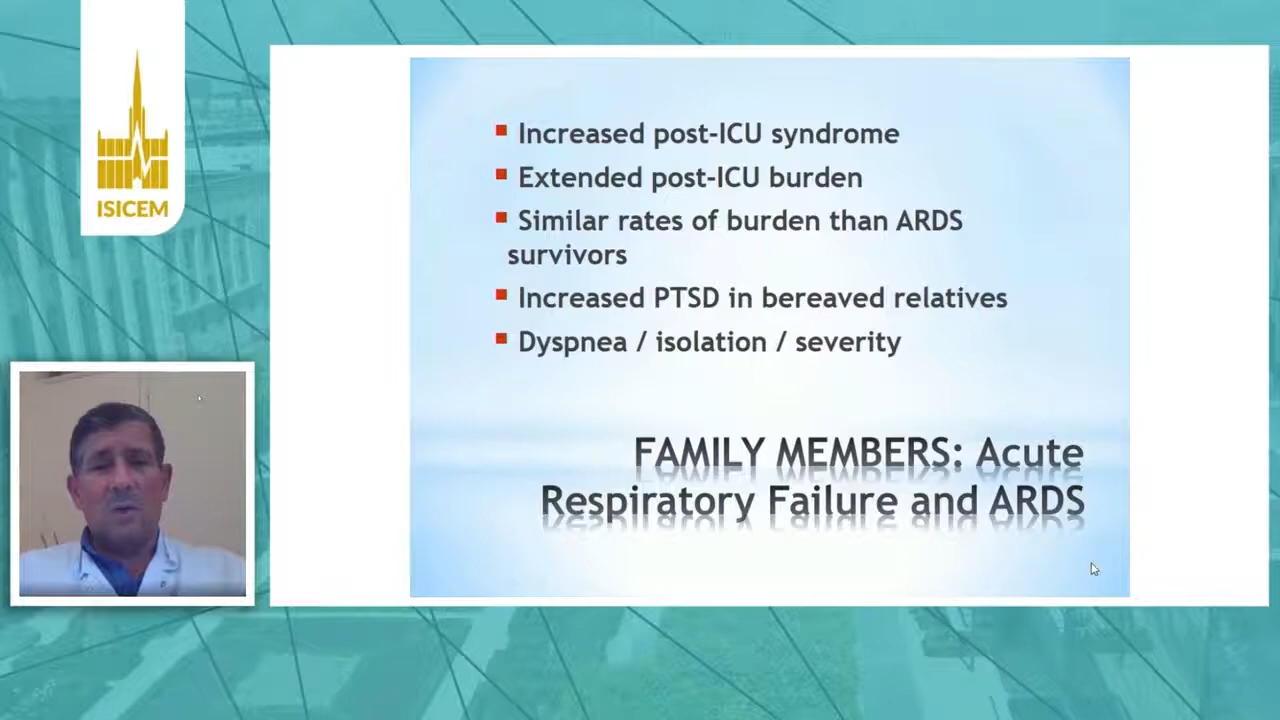 ISICEM
Increased post-ICU syndrome
Extended post-ICU burden
Similar rates of burden than ARDS
survivors
Increased PTSD in bereaved relatives
Dyspnea / isolation / severity
FAMILY MEMBERS: Acute
Respiratory Failure and ARDS